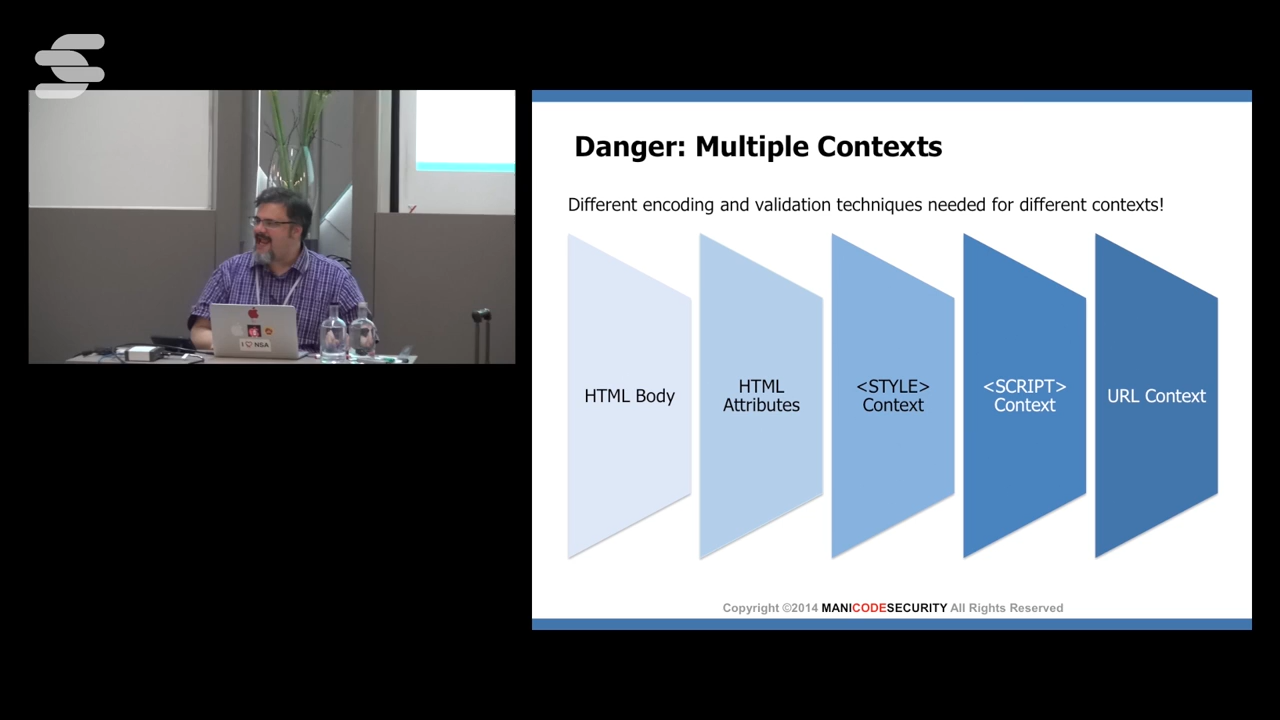 Danger: Multiple Contexts
Different encoding and validation techniques needed for different contexts!
HTML Body
HTML
Attributes
<STYLE>
Context
<SCRIPT>
Context
URL Context
Copyright ©2014 MANICODESECURITY All Rights Reserved
I ♡ NSA